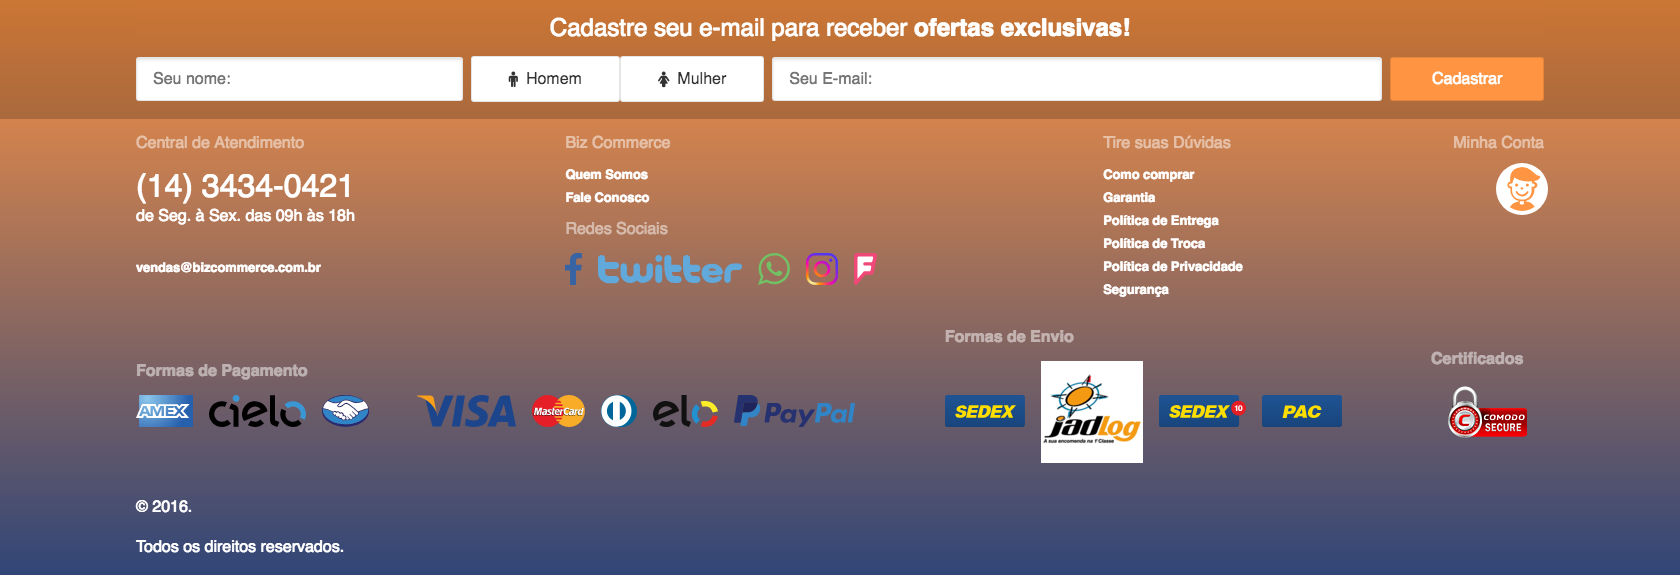 Cadastre seu e-mail para receber ofertas exclusivas!
Seu nome:
Homem
Mulher
Seu E-mail:
Cadastrar
Central de Atendimento
(14) 3434-0421
de Seg. à Sex. das 09h às 18h
vendas@bizcommerce.com.br
Biz Commerce
Quem Somos
Fale Conosco
Redes Sociais
twitter
Tire suas Dúvidas
Como comprar
Garantia
Política de Entrega
Política de Troca
Política de Privacidade
Segurança
Minha Conta
Formas de Pagamento
AMEX
cielo
VISA
MasterCard
elo
PayPal
Formas de Envio
SEDEX
jadLog
A sua encomenda na 1ª Classe
SEDEX 10
PAC
Certificados
C COMODO
SECURE
© 2016.
Todos os direitos reservados.